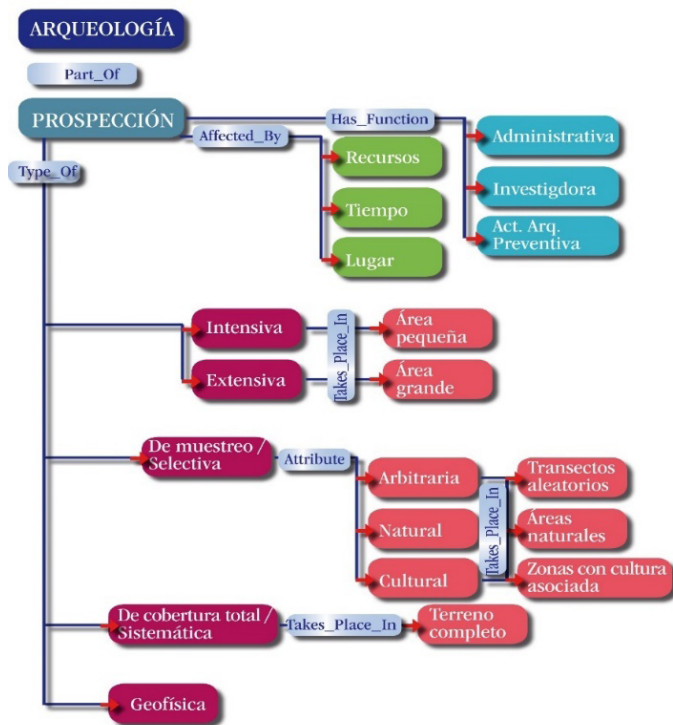 ARQUEOLOGÍA
Part_Of
PROSPECCIÓN
Has_Function
Affected_By
Type_Of
Administrativa
Recursos
Investigdora
Tiempo
Act. Arq.
Preventiva
Lugar
Intensiva
Takes_Place_In
Área
pequeña
Extensiva
Área
grande
De muestreo /
Selectiva
Attribute
Arbitraria
Takes_Place_In
Transectos
aleatorios
Natural
Áreas
naturales
Cultural
Zonas con cultura
asociada
De cobertura total /
Sistemática
Takes_Place_In
Terreno
completo
Geofísica